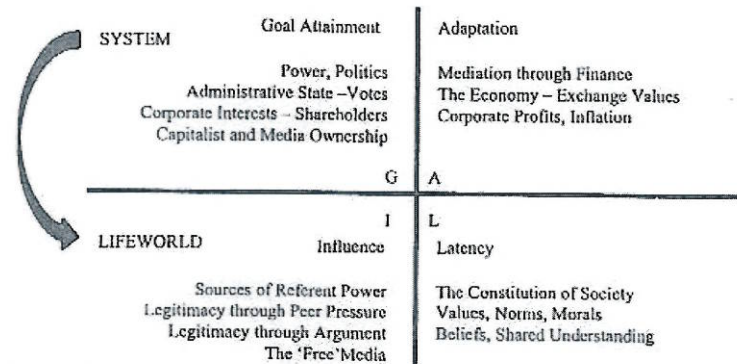 SYSTEM
Goal Attainment
Power, Politics
Administrative State –Votes
Corporate Interests – Shareholders
Capitalist and Media Ownership
G
Adaptation
Mediation through Finance
The Economy – Exchange Values
Corporate Profits, Inflation
A
LIFEWORLD
I
Influence
Sources of Referent Power
Legitimacy through Peer Pressure
Legitimacy through Argument
The 'Free' Media
L
Latency
The Constitution of Society
Values, Norms, Morals
Beliefs, Shared Understanding